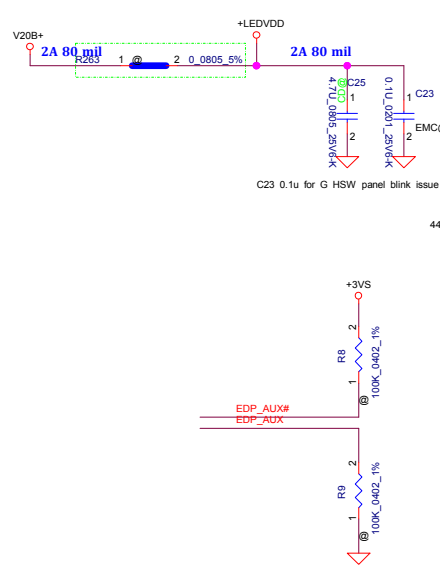 +LEDVDD
V20B+
2A 80 mil
2A 80 mil
R263 1 @ 2 0_0805_5%
@ C25
CD
1
2
4.7U_0805_25V6-K
0.1U_0201_25V6-K
1 C23
EMC@
2
C23 0.1u for G HSW panel blink issue
44
+3VS
2
R8
100K_0402_1%
1
@
EDP_AUX#
EDP_AUX
2
R9
100K_0402_1%
1
@